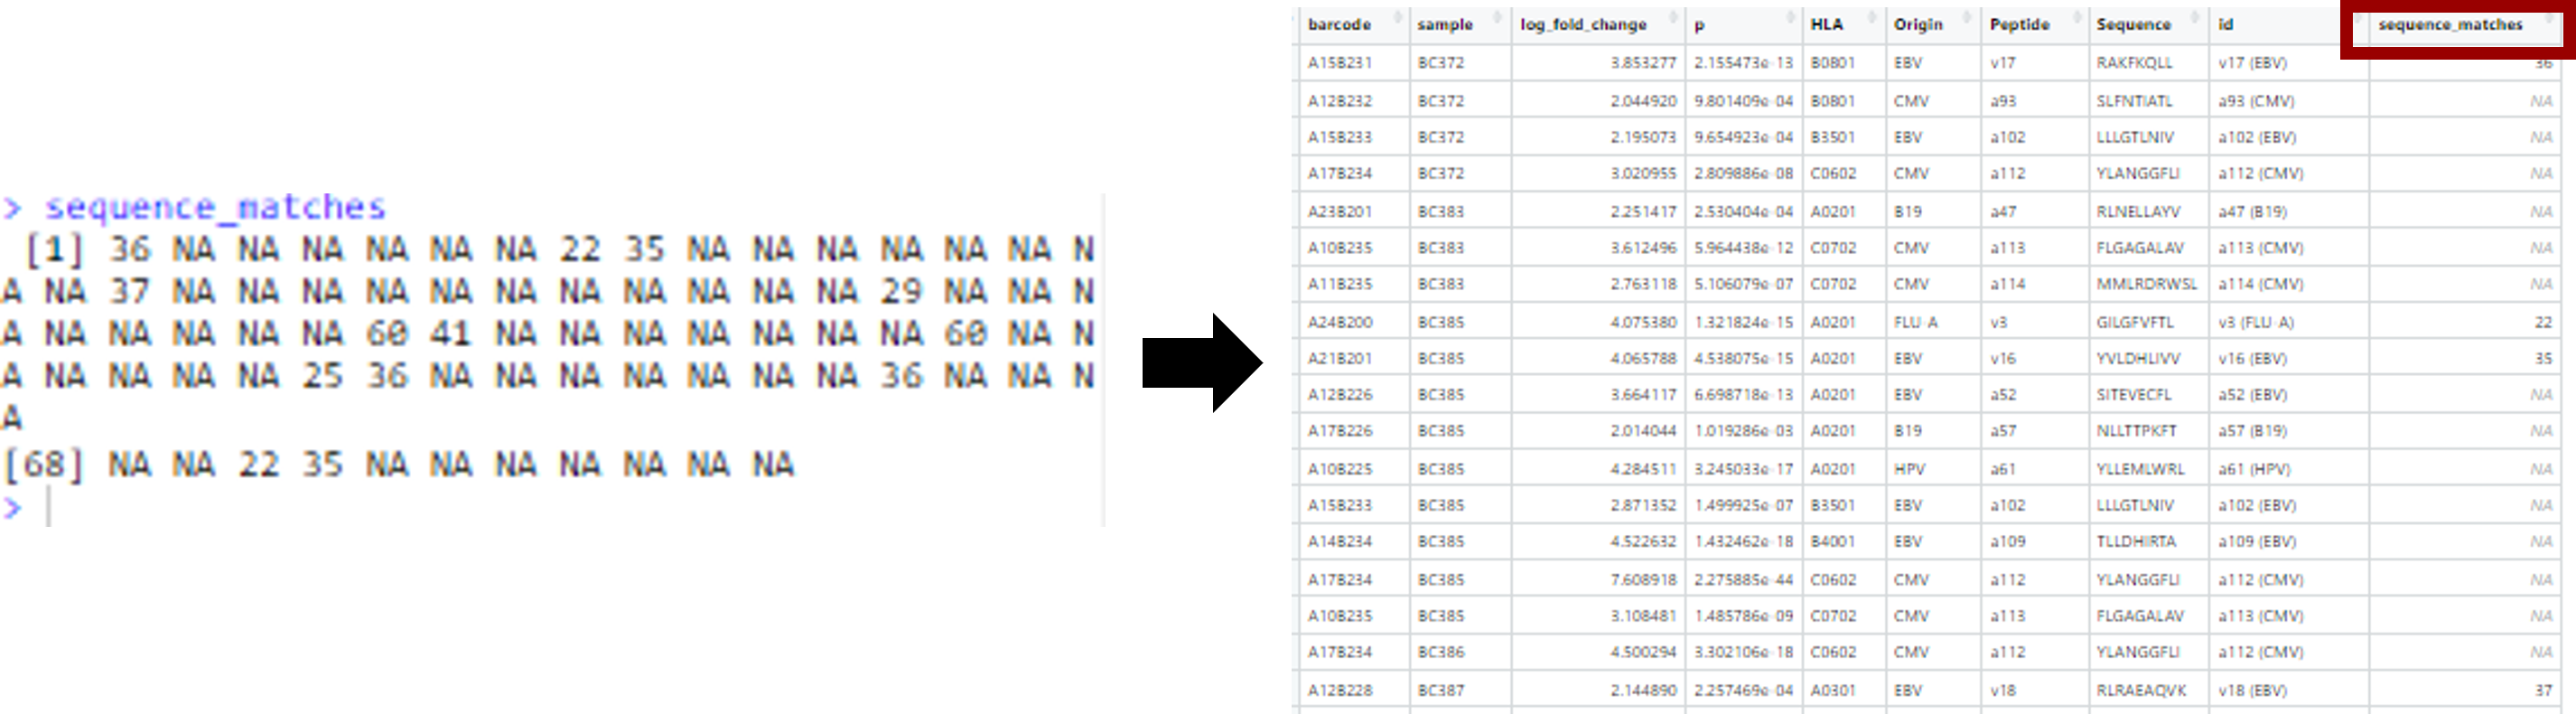 > sequence_matches
[1] 36 NA NA NA NA NA NA 22 35 NA NA NA NA NA NA N
A NA 37 NA NA NA NA NA NA NA NA NA NA NA 29 NA NA N
A NA NA NA NA NA 60 41 NA NA NA NA NA NA NA 60 NA N
A NA NA NA NA 25 36 NA NA NA NA NA NA NA 36 NA NA N
A
[68] NA NA 22 35 NA NA NA NA NA NA NA
>
barcode sample log_fold_change p HLA Origin Peptide Sequence id sequence_matches
A15B231 BC372 3.853277 2.155473e-13 B0801 EBV v17 RAKFKQLL v17 (EBV) 36
A12B232 BC372 2.044920 9.801409e-04 B0801 CMV a93 SLFNTIATL a93 (CMV) NA
A15B233 BC372 2.195073 9.654923e-04 B3501 EBV a102 LLLGTLNIV a102 (EBV) NA
A17B234 BC372 3.020955 2.809886e-08 C0602 CMV a112 YLANGGFLI a112 (CMV) NA
A23B201 BC383 2.251417 2.530404e-04 A0201 B19 a47 RLNELLAYV a47 (B19) NA
A10B235 BC383 3.612496 5.964438e-12 C0702 CMV a113 FLGAGALAV a113 (CMV) NA
A11B235 BC383 2.763118 5.106079e-07 C0702 CMV a114 MMLRDRWSL a114 (CMV) NA
A24B200 BC385 4.075380 1.321824e-15 A0201 FLU-A v3 GILGFVFTL v3 (FLU-A) 22
A21B201 BC385 4.065788 4.538075e-15 A0201 EBV v16 YVLDHLIVV v16 (EBV) 35
A12B226 BC385 3.664117 6.698718e-13 A0201 EBV a52 SITEVECFL a52 (EBV) NA
A17B226 BC385 2.014044 1.019286e-03 A0201 B19 a57 NLLTTPKFT a57 (B19) NA
A10B225 BC385 4.284511 3.245033e-17 A0201 HPV a61 YLLEMLWRL a61 (HPV) NA
A15B233 BC385 2.871352 1.499925e-07 B3501 EBV a102 LLLGTLNIV a102 (EBV) NA
A14B234 BC385 4.522632 1.432462e-18 B4001 EBV a109 TLLDHIRTA a109 (EBV) NA
A17B234 BC385 7.608918 2.275885e-44 C0602 CMV a112 YLANGGFLI a112 (CMV) NA
A10B235 BC385 3.108481 1.485786e-09 C0702 CMV a113 FLGAGALAV a113 (CMV) NA
A17B234 BC386 4.500294 3.302106e-18 C0602 CMV a112 YLANGGFLI a112 (CMV) NA
A12B228 BC387 2.144890 2.257469e-04 A0301 EBV v18 RLRAEAQVK v18 (EBV) 37